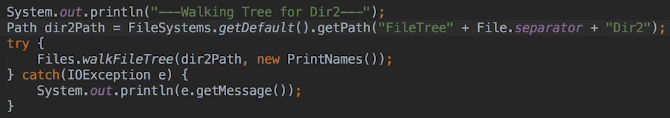 System.out.println("---Walking Tree for Dir2---");
Path dir2Path = FileSystems.getDefault().getPath("FileTree" + File.separator + "Dir2");
try {
    Files.walkFileTree(dir2Path, new PrintNames());
} catch(IOException e) {
    System.out.println(e.getMessage());
}